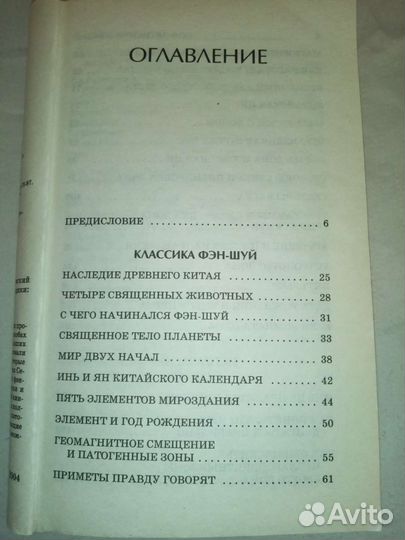 ОГЛАВЛЕНИЕ
ПРЕДИСЛОВИЕ 6
КЛАССИКА ФЭН-ШУЙ
НАСЛЕДИЕ ДРЕВНЕГО КИТАЯ 25
ЧЕТЫРЕ СВЯЩЕННЫХ ЖИВОТНЫХ 28
С ЧЕГО НАЧИНАЛСЯ ФЭН-ШУЙ 31
СВЯЩЕННОЕ ТЕЛО ПЛАНЕТЫ 33
МИР ДВУХ НАЧАЛ 38
ИНЬ И ЯН КИТАЙСКОГО КАЛЕНДАРЯ 42
ПЯТЬ ЭЛЕМЕНТОВ МИРОЗДАНИЯ 44
ЭЛЕМЕНТ И ГОД РОЖДЕНИЯ 50
ГЕОМАГНИТНОЕ СМЕЩЕНИЕ
И ПАТОГЕННЫЕ ЗОНЫ 55
ПРИМЕТЫ ПРАВДУ ГОВОРЯТ 61
Avito